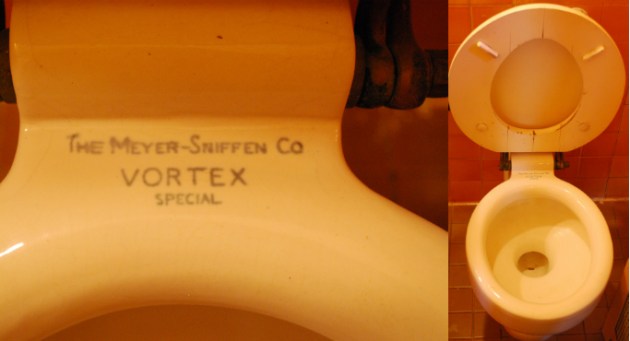 THE MEYER-SNIFFEN CO
VORTEX
SPECIAL